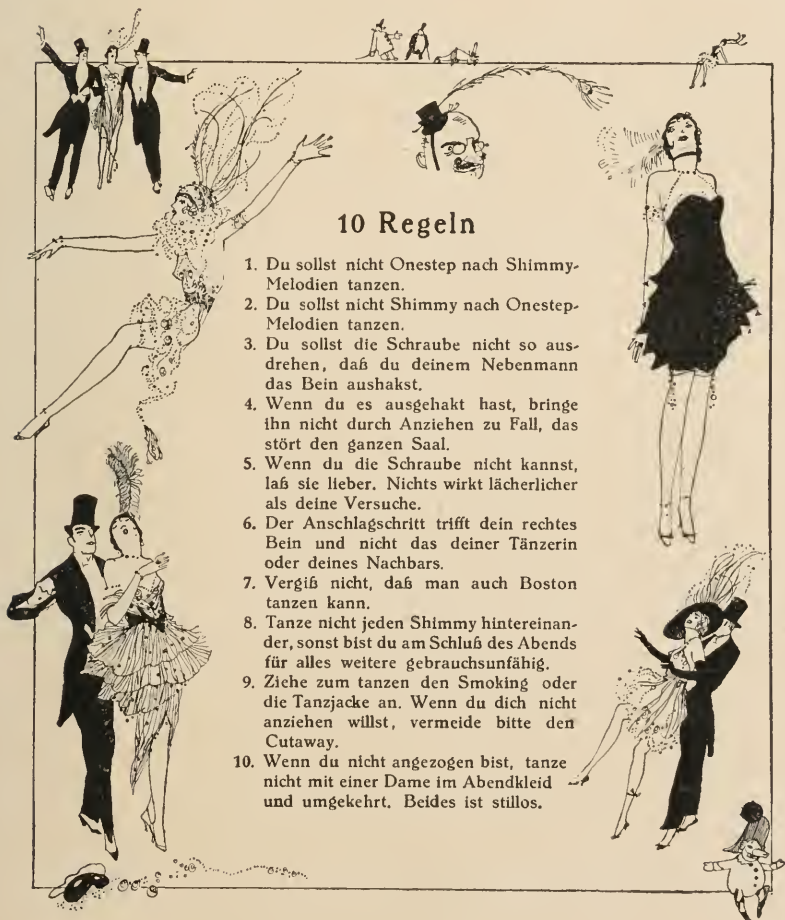 10 Regeln
1. Du sollst nicht Onestep nach Shimmy-
Melodien tanzen.
2. Du sollst nicht Shimmy nach Onestep-
Melodien tanzen.
3. Du sollst die Schraube nicht so aus-
drehen, daß du deinem Nebenmann
das Bein aushakst.
4. Wenn du es ausgehakt hast, bringe
ihn nicht durch Anziehen zu Fall, das
stört den ganzen Saal.
5. Wenn du die Schraube nicht kannst,
laß sie lieber. Nichts wirkt lächerlicher
als deine Versuche.
6. Der Anschlagschritt trifft dein rechtes
Bein und nicht das deiner Tänzerin
oder deines Nachbars.
7. Vergiß nicht, daß man auch Boston
tanzen kann.
8. Tanze nicht jeden Shimmy hintereinan-
der, sonst bist du am Schluß des Abends
für alles weitere gebrauchsunfähig.
9. Ziehe zum tanzen den Smoking oder
die Tanzjacke an. Wenn du dich nicht
anziehen willst, vermeide bitte den
Cutaway.
10. Wenn du nicht angezogen bist, tanze
nicht mit einer Dame im Abendkleid
und umgekehrt. Beides ist stillos.